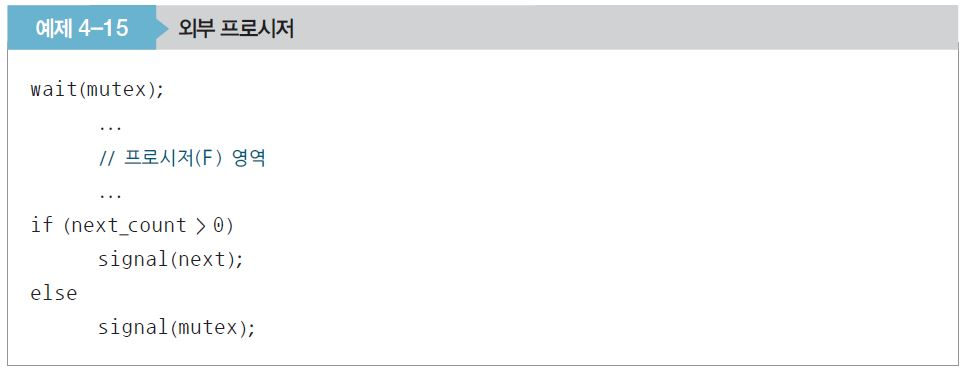 예제 4-15 외부 프로시저
wait(mutex);
...
// 프로시저(F) 영역
...
if (next_count > 0)
signal(next);
else
signal(mutex);